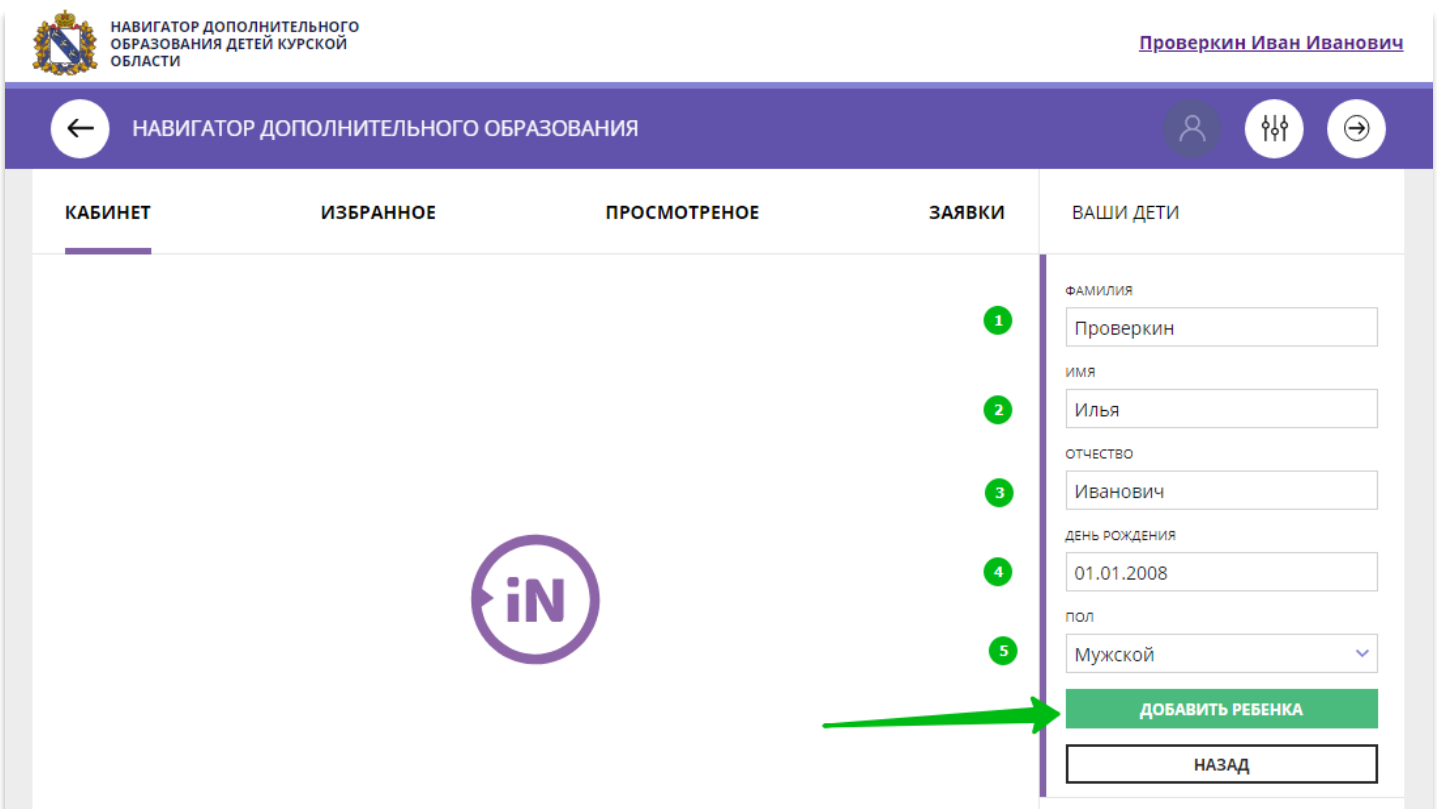 НАВИГАТОР ДОПОЛНИТЕЛЬНОГО
ОБРАЗОВАНИЯ ДЕТЕЙ КУРСКОЙ
ОБЛАСТИ
Проверкин Иван Иванович
НАВИГАТОР ДОПОЛНИТЕЛЬНОГО ОБРАЗОВАНИЯ
КАБИНЕТ
ИЗБРАННОЕ
ПРОСМОТРЕНОЕ
ЗАЯВКИ
ВАШИ ДЕТИ
ФАМИЛИЯ
1
Проверкин
ИМЯ
2
Илья
ОТЧЕСТВО
3
Иванович
ДЕНЬ РОЖДЕНИЯ
4
01.01.2008
ПОЛ
5
Мужской
ДОБАВИТЬ РЕБЕНКА
НАЗАД
iN